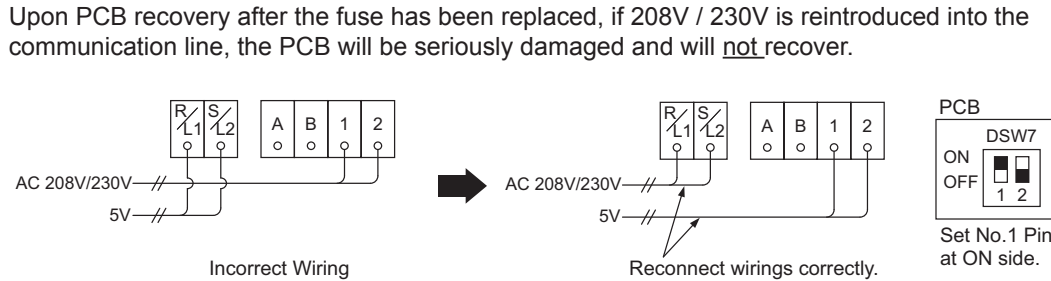 Upon PCB recovery after the fuse has been replaced, if 208V / 230V is reintroduced into the
communication line, the PCB will be seriously damaged and will not recover.
R/L1 S/L2 A B 1 2
AC 208V/230V
5V
Incorrect Wiring
R/L1 S/L2 A B 1 2
AC 208V/230V
5V
Reconnect wirings correctly.
PCB
DSW7
ON
OFF
1 2
Set No.1 Pin
at ON side.